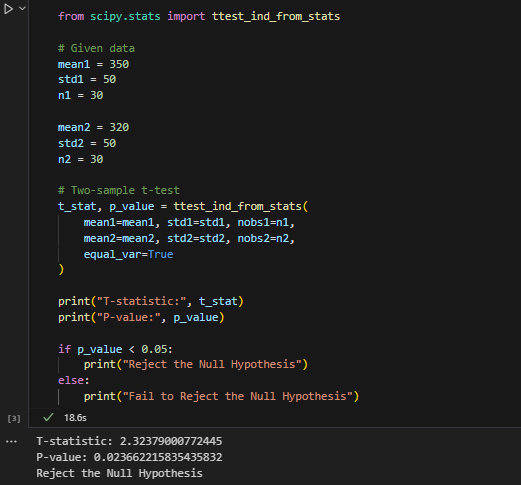 from scipy.stats import ttest_ind_from_stats
# Given data
mean1 = 350
std1 = 50
n1 = 30
mean2 = 320
std2 = 50
n2 = 30
# Two-sample t-test
t_stat, p_value = ttest_ind_from_stats(
mean1=mean1, std1=std1, nobs1=n1,
mean2=mean2, std2=std2, nobs2=n2,
equal_var=True
)
print("T-statistic:", t_stat)
print("P-value:", p_value)
if p_value < 0.05:
print("Reject the Null Hypothesis")
else:
print("Fail to Reject the Null Hypothesis")
[3] 18.6s
T-statistic: 2.32379000772445
P-value: 0.023662215835435832
Reject the Null Hypothesis